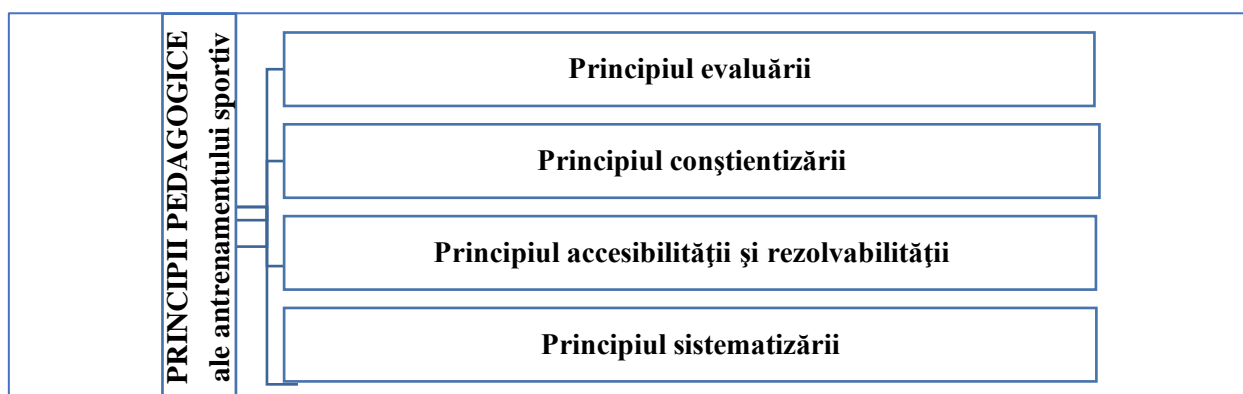 PRINCIPII PEDAGOGICE
ale antrenamentului sportiv
Principiul evaluării
Principiul conştientizării
Principiul accesibilităţii şi rezolvabilităţii
Principiul sistematizării